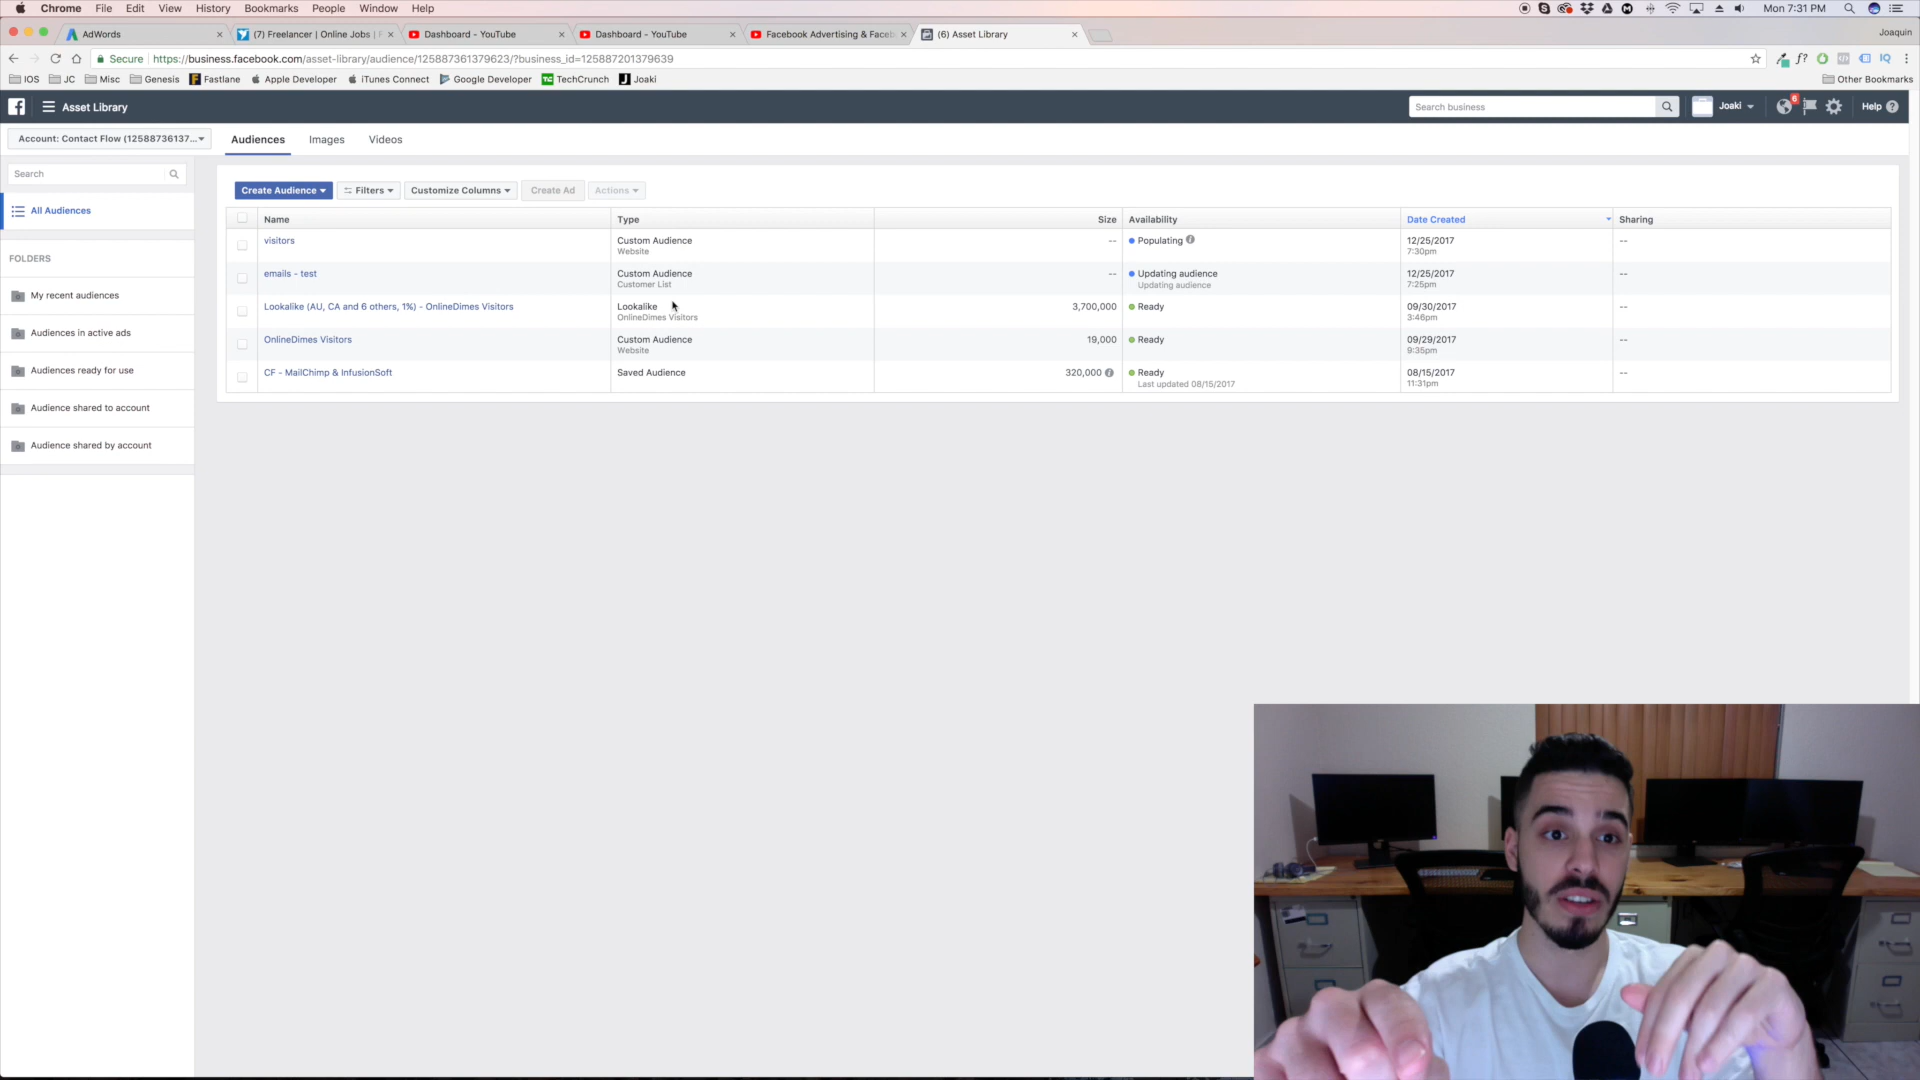 Chrome File Edit View History Bookmarks People Window Help
Mon 7:31 PM
AdWords
(7) Freelancer | Online Jobs |
Dashboard - YouTube
Dashboard - YouTube
Facebook Advertising & Faceb
(6) Asset Library
Joaquin
Secure https://business.facebook.com/asset-library/audience/125887361379623/?business_id=125887201379639
IOS JC Misc Genesis Fastlane Apple Developer iTunes Connect Google Developer TechCrunch Joaki Other Bookmarks
Asset Library
Search business
Joaki
6
Help
Account: Contact Flow (12588736137...
Audiences Images Videos
Search
All Audiences
FOLDERS
My recent audiences
Audiences in active ads
Audiences ready for use
Audience shared to account
Audience shared by account
Create Audience Filters Customize Columns Create Ad Actions
Name Type Size Availability Date Created Sharing
visitors Custom Audience -- Populating 12/25/2017 --
Website 7:30pm
emails - test Custom Audience -- Updating audience 12/25/2017 --
Customer List Updating audience 7:25pm
Lookalike (AU, CA and 6 others, 1%) - OnlineDimes Visitors Lookalike 3,700,000 Ready 09/30/2017 --
OnlineDimes Visitors 3:46pm
OnlineDimes Visitors Custom Audience 19,000 Ready 09/29/2017 --
Website 9:35pm
CF - MailChimp & InfusionSoft Saved Audience 320,000 Ready 08/15/2017 --
Last updated 08/15/2017 11:31pm